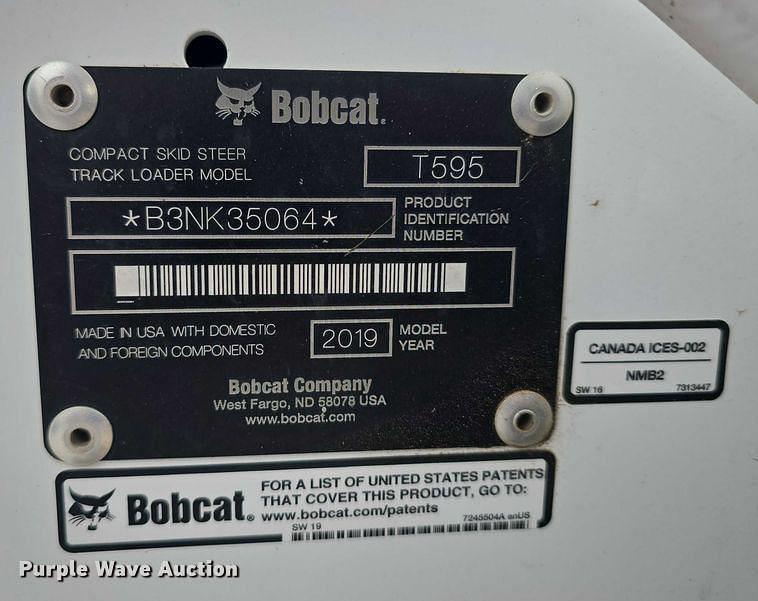 Bobcat.
COMPACT SKID STEER
TRACK LOADER MODEL
T595
*B3NK35064*
PRODUCT
IDENTIFICATION
NUMBER
MADE IN USA WITH DOMESTIC
AND FOREIGN COMPONENTS
2019
MODEL
YEAR
Bobcat Company
West Fargo, ND 58078 USA
www.bobcat.com
CANADA ICES-002
NMB2
SW 16 7313447
Bobcat.
FOR A LIST OF UNITED STATES PATENTS
THAT COVER THIS PRODUCT, GO TO:
www.bobcat.com/patents
SW 19 7245504A enUS
Purple Wave Auction